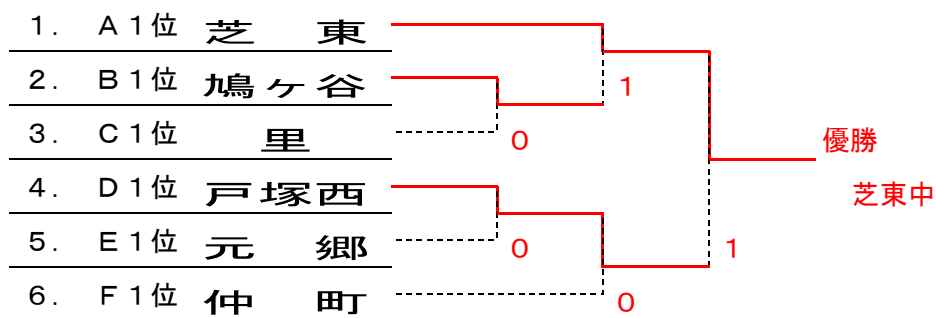 １． Ａ１位 芝東
２． Ｂ１位 鳩ヶ谷
1
３． Ｃ１位 里
0
優勝
４． Ｄ１位 戸塚西
芝東中
５． Ｅ１位 元郷
0
1
６． Ｆ１位 仲町
0